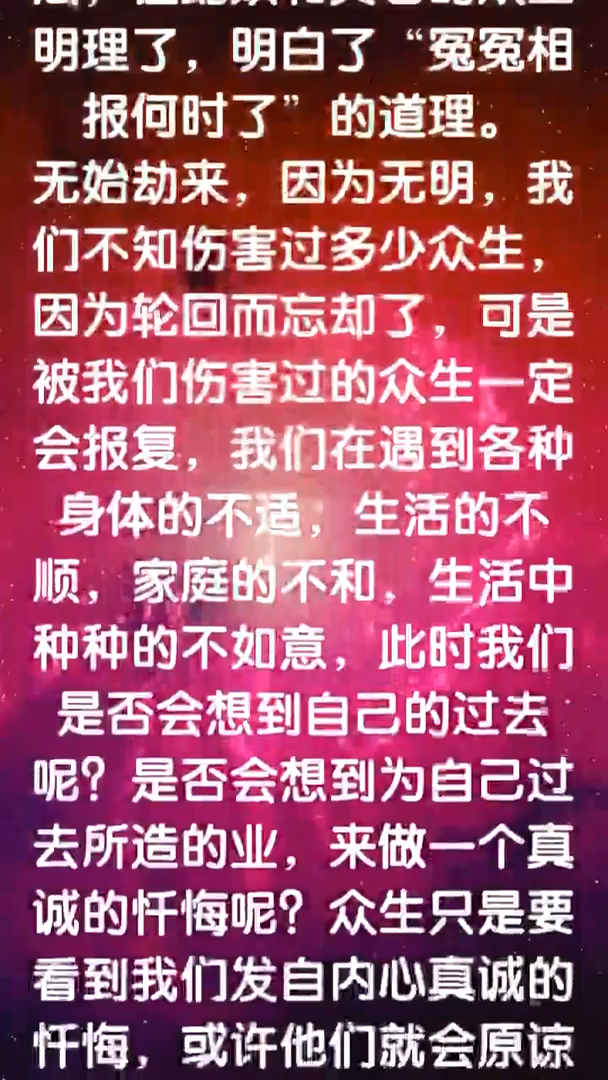 明理了，明白了“冤冤相
报何时了”的道理。
无始劫来，因为无明，我
们不知伤害过多少众生，
因为轮回而忘却了，可是
被我们伤害过的众生一定
会报复，我们在遇到各种
身体的不适，生活的不
顺，家庭的不和，生活中
种种的不如意，此时我们
是否会想到自己的过去
呢？是否会想到为自己过
去所造的业，来做一个真
诚的忏悔呢？众生只是要
看到我们发自内心真诚的
忏悔，或许他们就会原谅